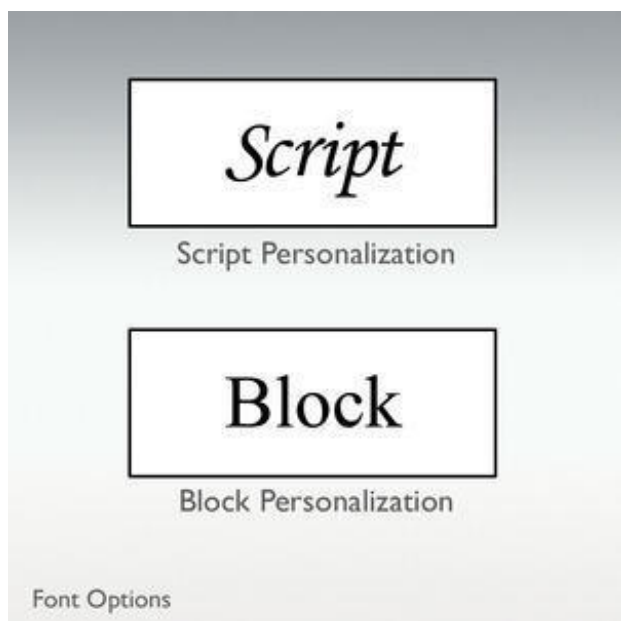 Script
Script Personalization
Block
Block Personalization
Font Options